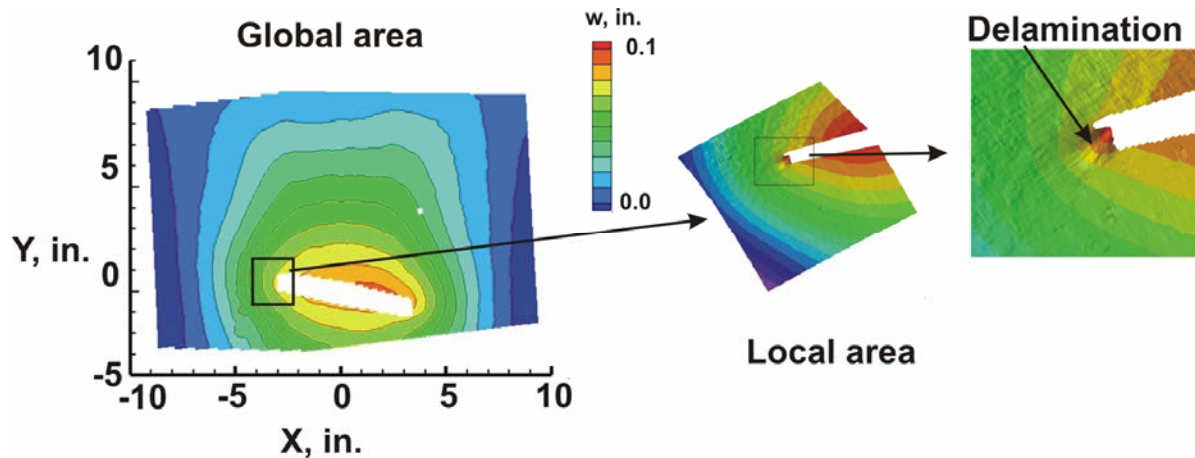 Global area
w, in.
0.1
0.0
Delamination
10
5
0
-5
Y, in.
-10
-5
0
5
10
X, in.
Local area